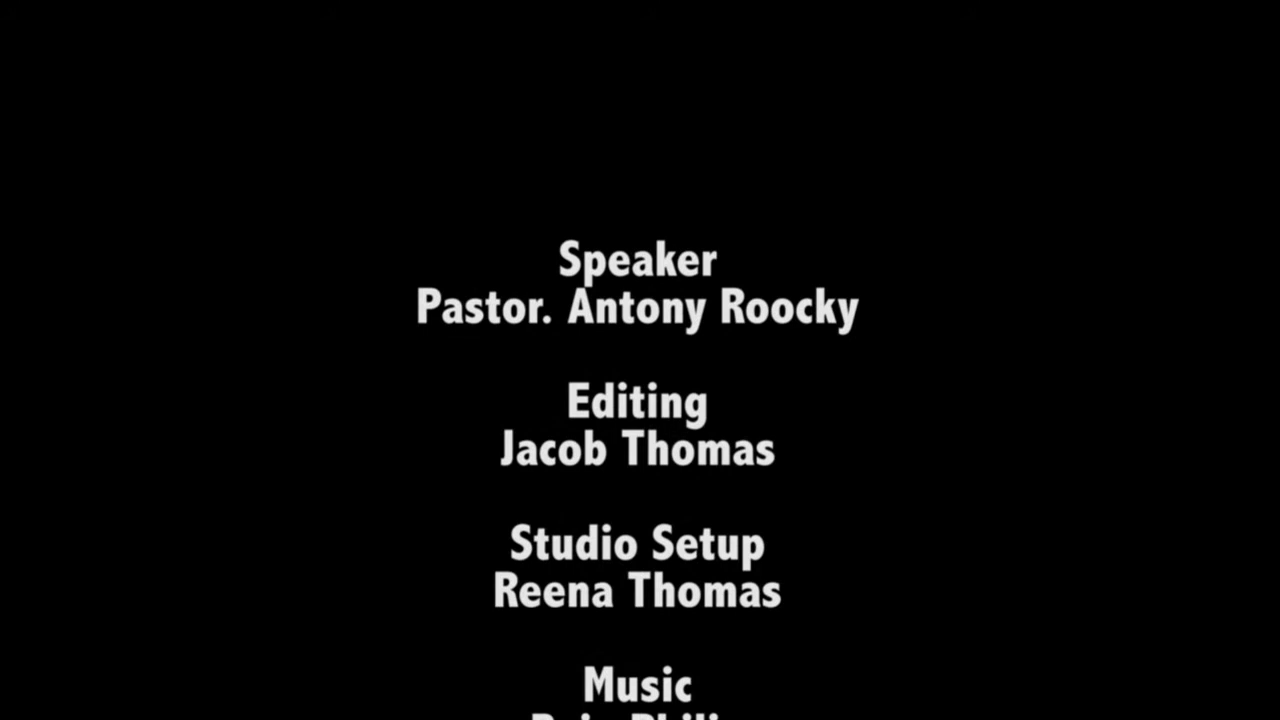 Speaker
Pastor. Antony Roocky
Editing
Jacob Thomas
Studio Setup
Reena Thomas
Music